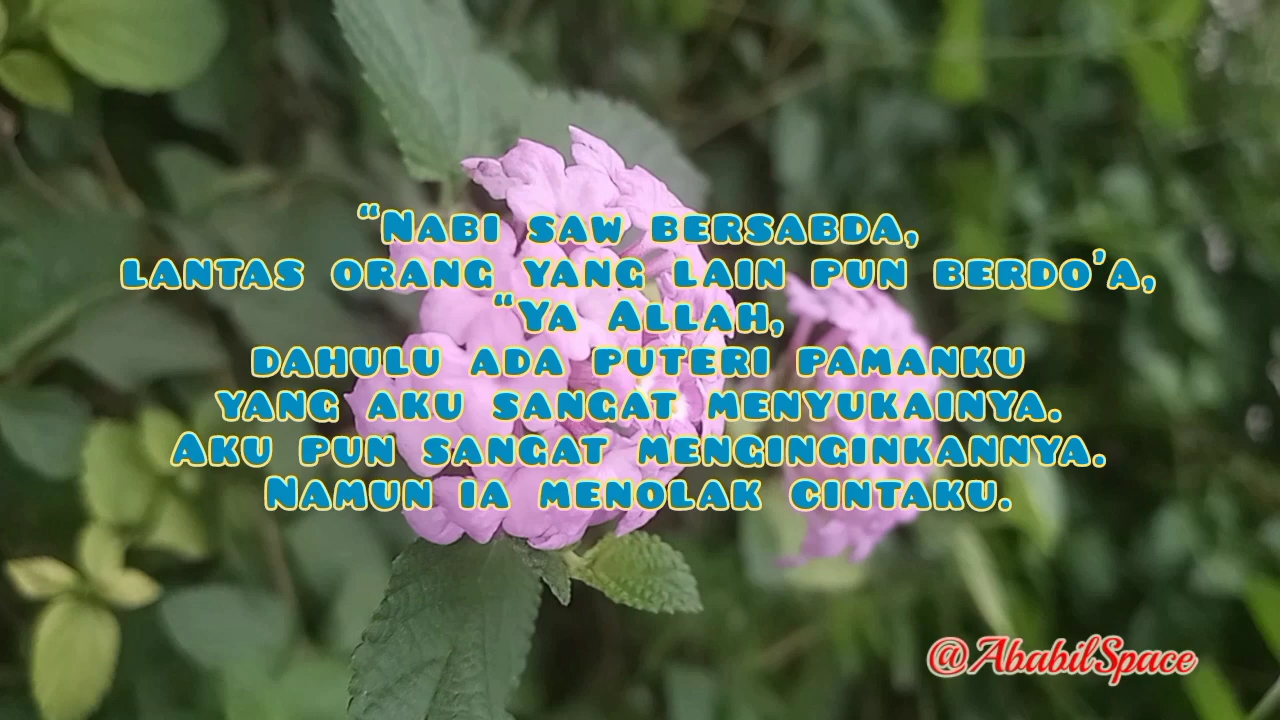 “Nabi saw bersabda,
lantas orang yang lain pun berdo’a,
“Ya Allah,
dahulu ada puteri pamanku
yang aku sangat menyukainya.
Aku pun sangat menginginkannya.
Namun ia menolak cintaku.
@AbabilSpace